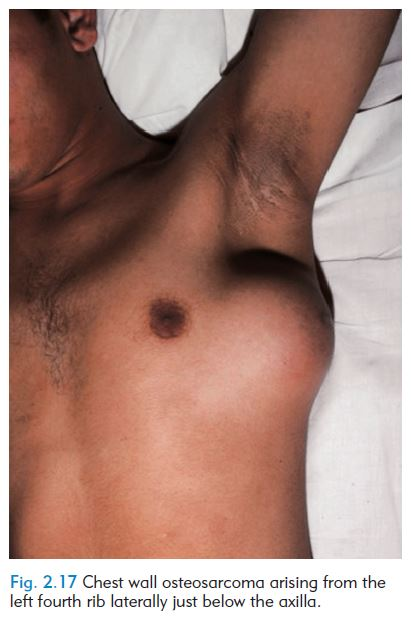 Fig. 2.17 Chest wall osteosarcoma arising from the
left fourth rib laterally just below the axilla.